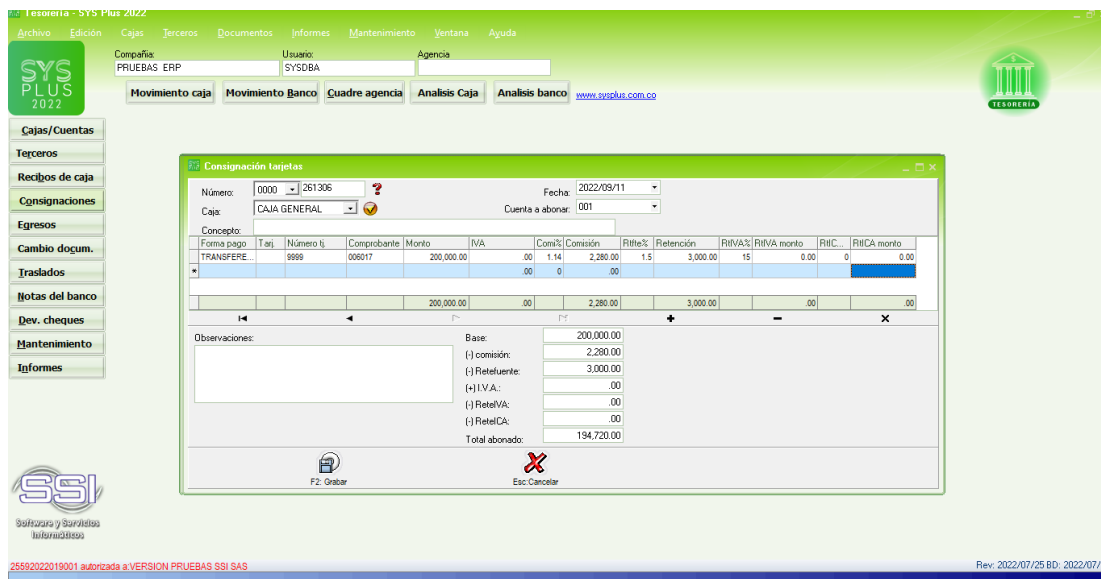 Tesorería - SYS Plus 2022
Archivo Edición Cajas Terceros Documentos Informes Mantenimiento Ventana Ayuda
SYS PLUS 2022
Compañia: Usuario: Agencia
PRUEBAS ERP SYSDBA
Movimiento caja Movimiento Banco Cuadre agencia Analisis Caja Analisis banco www.sysplus.com.co
TESORERÍA
Cajas/Cuentas
Terceros
Recibos de caja
Consignaciones
Egresos
Cambio docum.
Traslados
Notas del banco
Dev. cheques
Mantenimiento
Informes
Consignación tarjetas
Número: 0000 261306 ? Fecha: 2022/09/11
Caja: CAJA GENERAL Cuenta a abonar: 001
Concepto:
Forma pago Tarj. Número tj. Comprobante Monto IVA Comi% Comisión Rtfte% Retención RtIVA% RtIVA monto RtIC... RtICA monto
TRANSFERE... 9999 006017 200,000.00 .00 1.14 2,280.00 1.5 3,000.00 15 0.00 0 0.00
* .00 0 .00
200,000.00 .00 2,280.00 3,000.00 .00 .00
Observaciones:
Base: 200,000.00
(-) comisión: 2,280.00
(-) Retefuente: 3,000.00
(+) I.V.A.: .00
(-) ReteIVA: .00
(-) ReteICA: .00
Total abonado: 194,720.00
F2: Grabar Esc:Cancelar
SSI
Software y Servicios
Informáticos
25592022019001 autorizada a:VERSION PRUEBAS SSI SAS
Rev: 2022/07/25 BD: 2022/07/